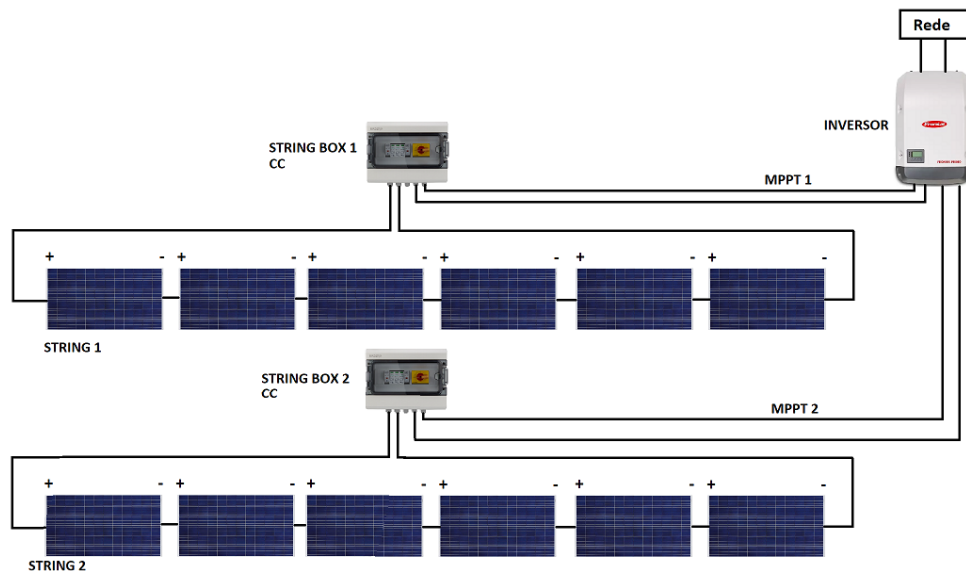 Rede
INVERSOR
STRING BOX 1
CC
MPPT 1
+ - + - + - + - + - + -
STRING 1
STRING BOX 2
CC
MPPT 2
+ - + - + - + - + - + -
STRING 2